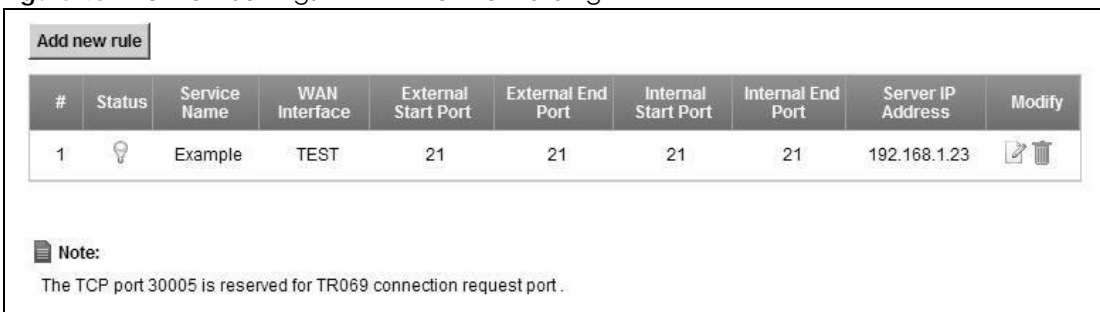 Add new rule
# Status Service Name WAN Interface External Start Port External End Port Internal Start Port Internal End Port Server IP Address Modify
1 Example TEST 21 21 21 21 192.168.1.23
Note:
The TCP port 30005 is reserved for TR069 connection request port .